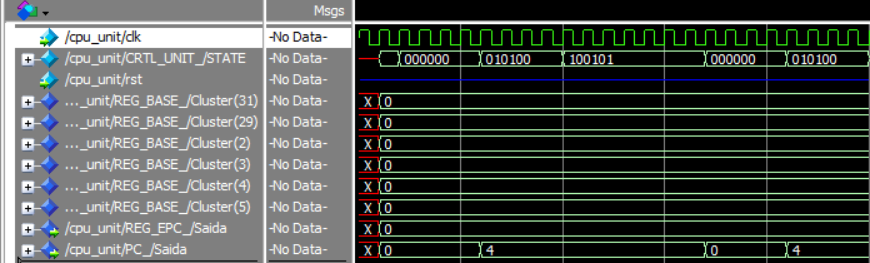 Msgs
/cpu_unit/clk -No Data-
/cpu_unit/CRTL_UNIT_/STATE -No Data- 000000 010100 100101 000000 010100
/cpu_unit/rst -No Data-
..._unit/REG_BASE_/Cluster(31) -No Data- X 0
..._unit/REG_BASE_/Cluster(29) -No Data- X 0
..._unit/REG_BASE_/Cluster(2) -No Data- X 0
..._unit/REG_BASE_/Cluster(3) -No Data- X 0
..._unit/REG_BASE_/Cluster(4) -No Data- X 0
..._unit/REG_BASE_/Cluster(5) -No Data- X 0
/cpu_unit/REG_EPC_/Saida -No Data- X 0
/cpu_unit/PC_/Saida -No Data- X 0 4 0 4